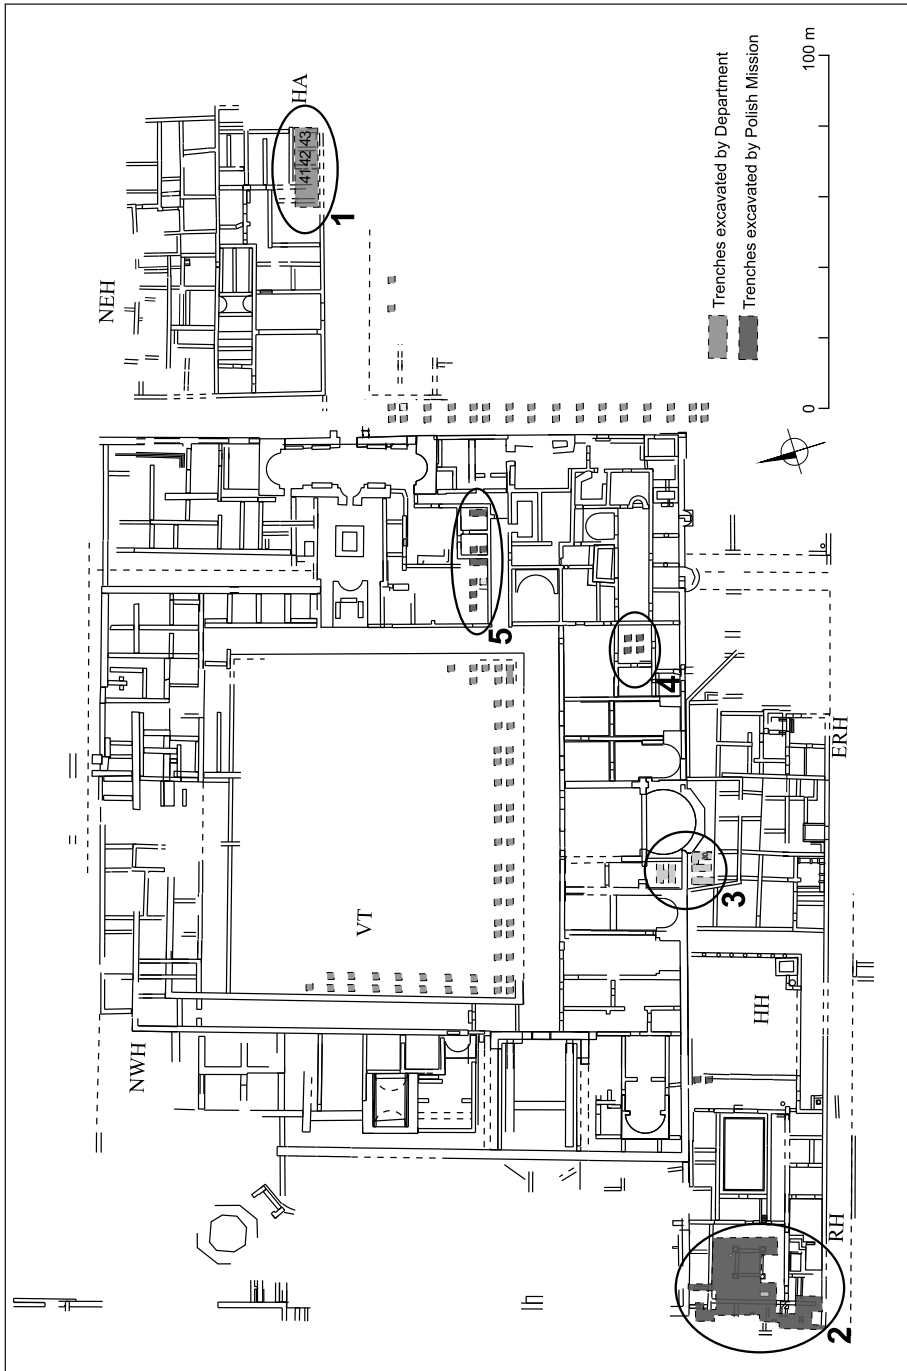 NEH
HA
41 42 43
1
VT
NWH
5
4
3
ERH
HH
RH
2
Trenches excavated by Department
Trenches excavated by Polish Mission
0
100 m